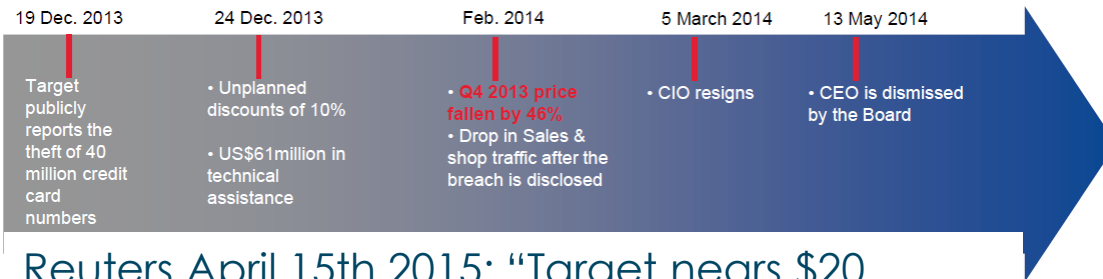 19 Dec. 2013
24 Dec. 2013
Feb. 2014
5 March 2014
13 May 2014
Target
publicly
reports the
theft of 40
million credit
card
numbers
• Unplanned
discounts of 10%
• US$61million in
technical
assistance
• Q4 2013 price
fallen by 46%
• Drop in Sales &
shop traffic after the
breach is disclosed
• CIO resigns
• CEO is dismissed
by the Board
Reuters April 15th 2015: “Target nears $20